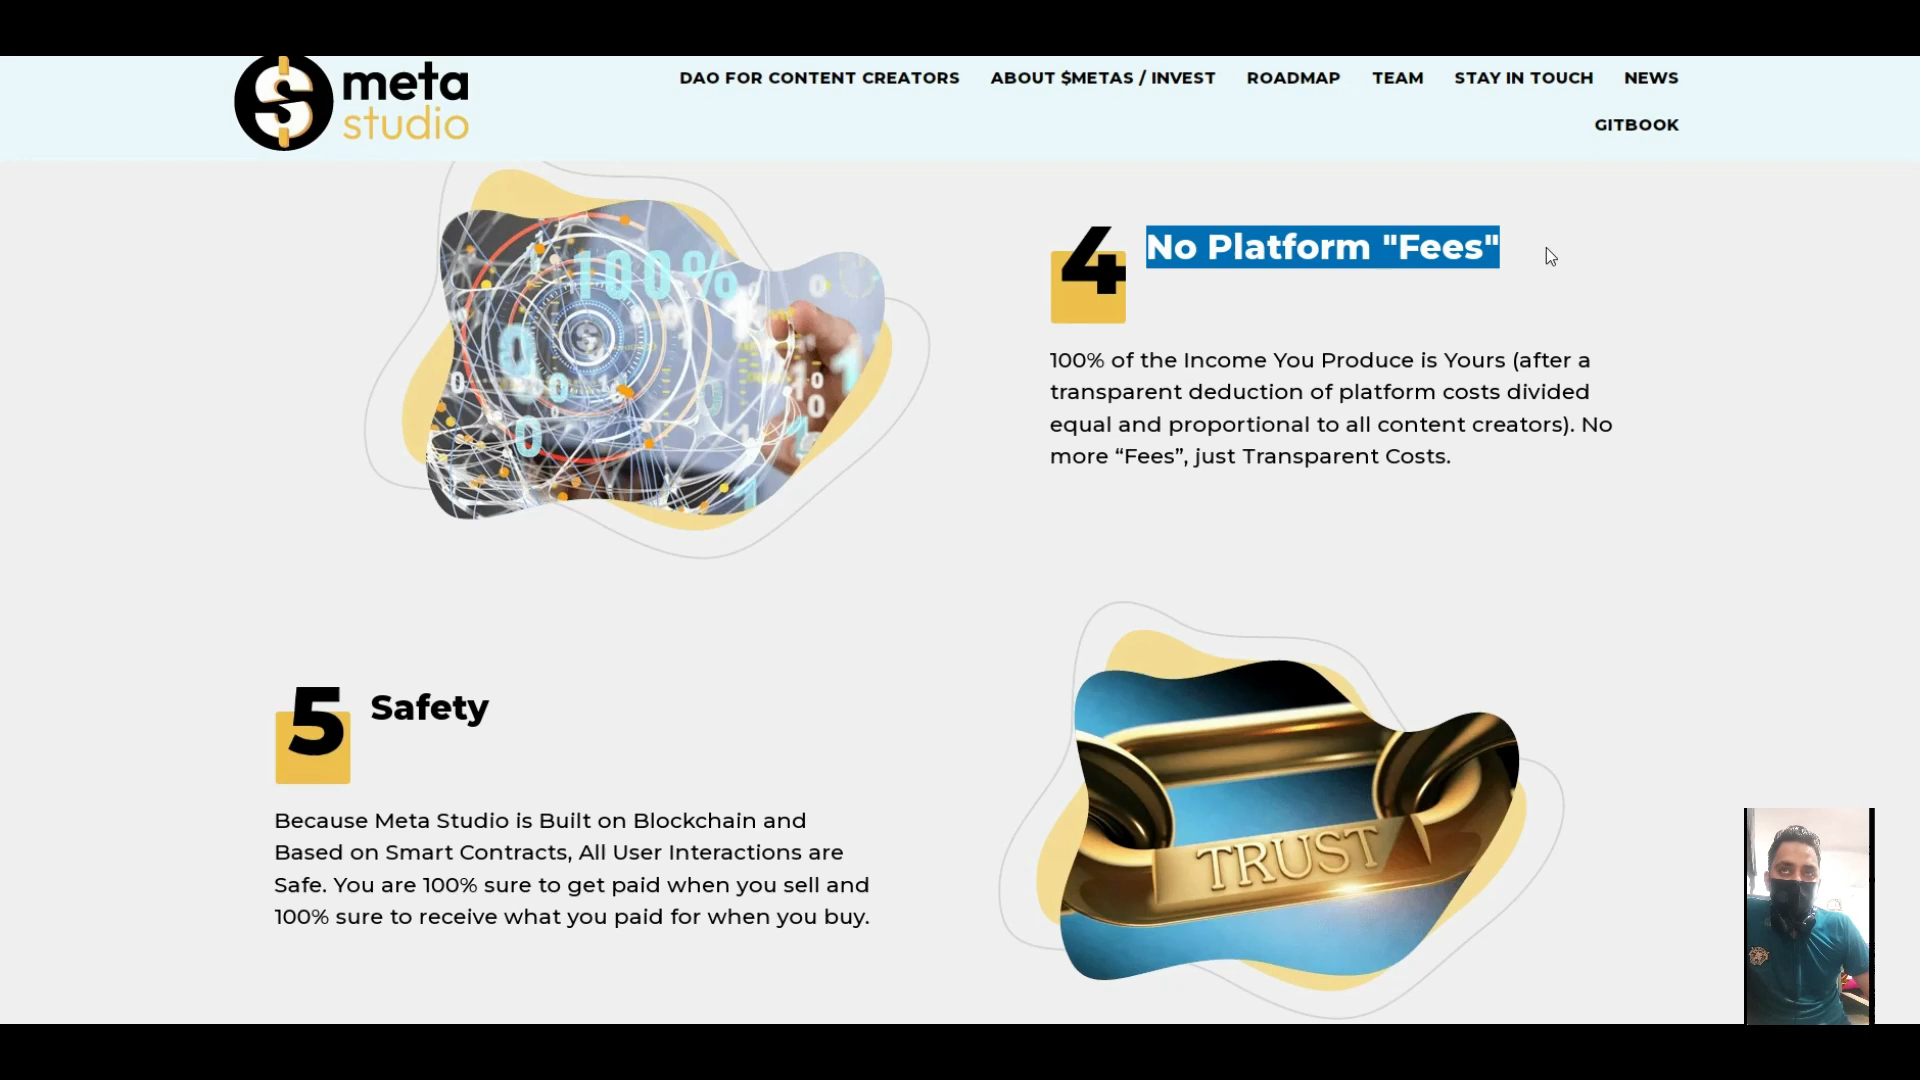 meta
studio
DAO FOR CONTENT CREATORS
ABOUT $METAS / INVEST
ROADMAP
TEAM
STAY IN TOUCH
NEWS
GITBOOK
100%
4
No Platform "Fees"
100% of the Income You Produce is Yours (after a
transparent deduction of platform costs divided
equal and proportional to all content creators). No
more “Fees”, just Transparent Costs.
5
Safety
Because Meta Studio is Built on Blockchain and
Based on Smart Contracts, All User Interactions are
Safe. You are 100% sure to get paid when you sell and
100% sure to receive what you paid for when you buy.
TRUST